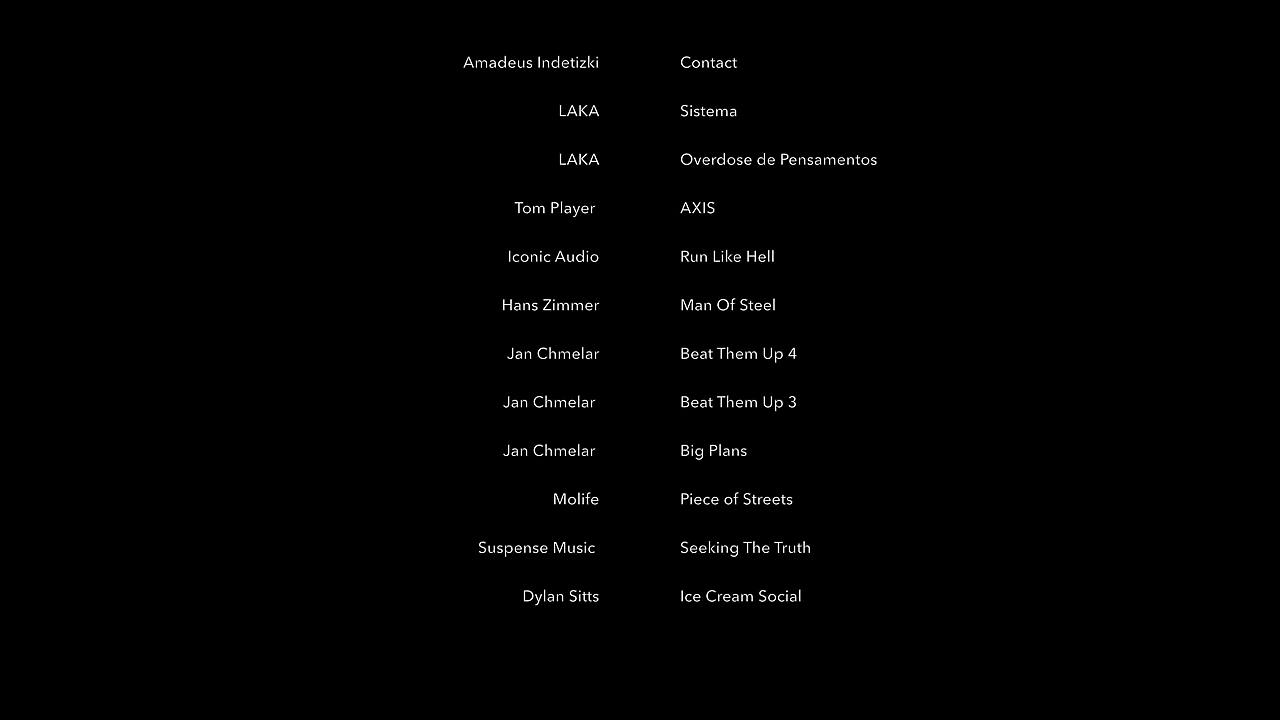 Amadeus Indetizki Contact
LAKA Sistema
LAKA Overdose de Pensamentos
Tom Player AXIS
Iconic Audio Run Like Hell
Hans Zimmer Man Of Steel
Jan Chmelar Beat Them Up 4
Jan Chmelar Beat Them Up 3
Jan Chmelar Big Plans
Molife Piece of Streets
Suspense Music Seeking The Truth
Dylan Sitts Ice Cream Social